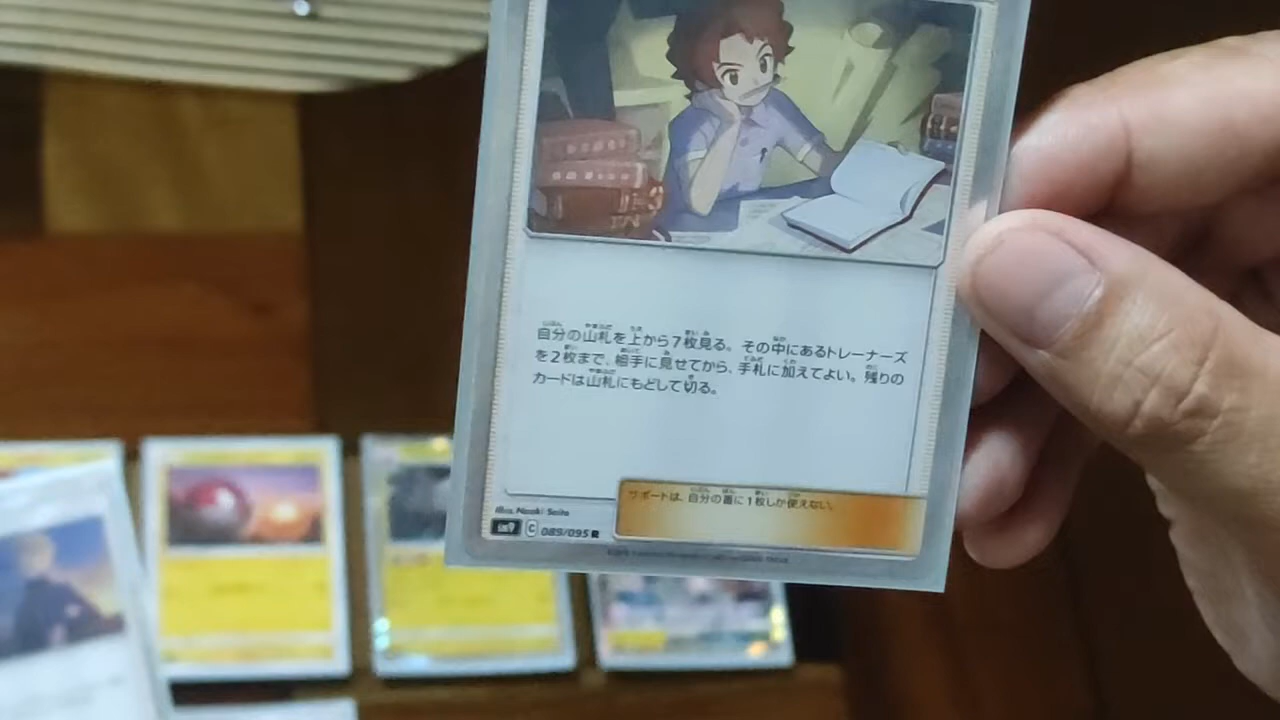 自分の山札を上から7枚見る。その中にあるトレーナーズ
を2枚まで、相手に見せてから、手札に加えてよい。残りの
カードは山札にもどして切る。
サポートは、自分の番に1枚しか使えない。
illus. Naoki Saito
SM9 C 089/095 R